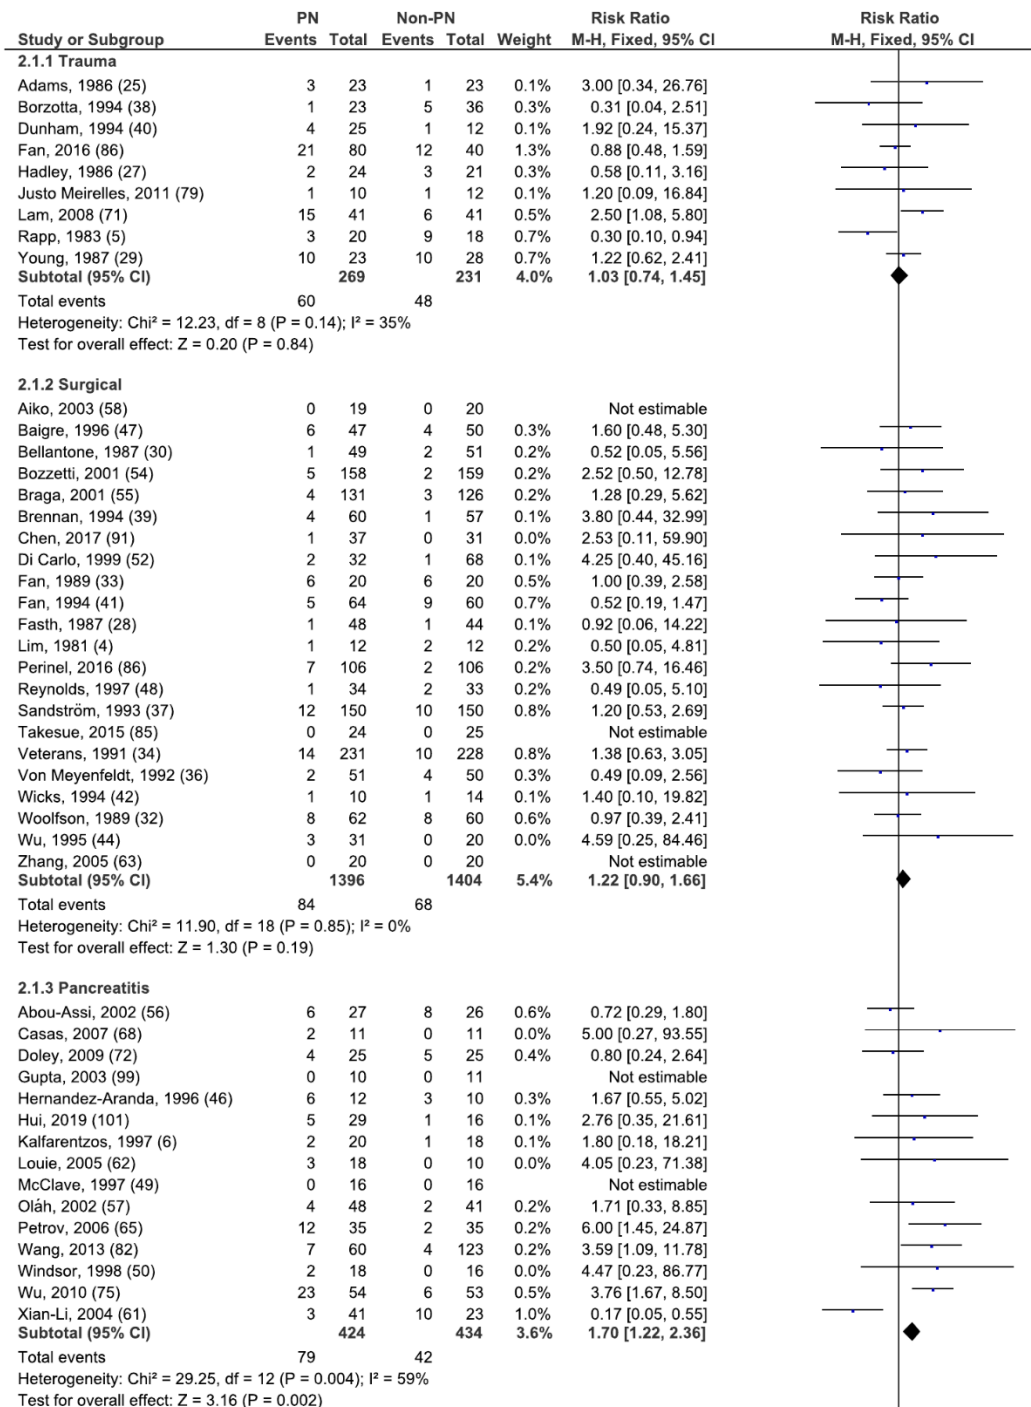 PN Non-PN Risk Ratio Risk Ratio
Study or Subgroup Events Total Events Total Weight M-H, Fixed, 95% CI M-H, Fixed, 95% CI
2.1.1 Trauma
Adams, 1986 (25) 3 23 1 23 0.1% 3.00 [0.34, 26.76]
Borzotta, 1994 (38) 1 23 5 36 0.3% 0.31 [0.04, 2.51]
Dunham, 1994 (40) 4 25 1 12 0.1% 1.92 [0.24, 15.37]
Fan, 2016 (86) 21 80 12 40 1.3% 0.88 [0.48, 1.59]
Hadley, 1986 (27) 2 24 3 21 0.3% 0.58 [0.11, 3.16]
Justo Meirelles, 2011 (79) 1 10 1 12 0.1% 1.20 [0.09, 16.84]
Lam, 2008 (71) 15 41 6 41 0.5% 2.50 [1.08, 5.80]
Rapp, 1983 (5) 3 20 9 18 0.7% 0.30 [0.10, 0.94]
Young, 1987 (29) 10 23 10 28 0.7% 1.22 [0.62, 2.41]
Subtotal (95% CI) 269 231 4.0% 1.03 [0.74, 1.45]
Total events 60 48
Heterogeneity: Chi² = 12.23, df = 8 (P = 0.14); I² = 35%
Test for overall effect: Z = 0.20 (P = 0.84)
2.1.2 Surgical
Aiko, 2003 (58) 0 19 0 20 Not estimable
Baigre, 1996 (47) 6 47 4 50 0.3% 1.60 [0.48, 5.30]
Bellantone, 1987 (30) 1 49 2 51 0.2% 0.52 [0.05, 5.56]
Bozzetti, 2001 (54) 5 158 2 159 0.2% 2.52 [0.50, 12.78]
Braga, 2001 (55) 4 131 3 126 0.2% 1.28 [0.29, 5.62]
Brennan, 1994 (39) 4 60 1 57 0.1% 3.80 [0.44, 32.99]
Chen, 2017 (91) 1 37 0 31 0.0% 2.53 [0.11, 59.90]
Di Carlo, 1999 (52) 2 32 1 68 0.1% 4.25 [0.40, 45.16]
Fan, 1989 (33) 6 20 6 20 0.5% 1.00 [0.39, 2.58]
Fan, 1994 (41) 5 64 9 60 0.7% 0.52 [0.19, 1.47]
Fasth, 1987 (28) 1 48 1 44 0.1% 0.92 [0.06, 14.22]
Lim, 1981 (4) 1 12 2 12 0.2% 0.50 [0.05, 4.81]
Perinel, 2016 (86) 7 106 2 106 0.2% 3.50 [0.74, 16.46]
Reynolds, 1997 (48) 1 34 2 33 0.2% 0.49 [0.05, 5.10]
Sandström, 1993 (37) 12 150 10 150 0.8% 1.20 [0.53, 2.69]
Takesue, 2015 (85) 0 24 0 25 Not estimable
Veterans, 1991 (34) 14 231 10 228 0.8% 1.38 [0.63, 3.05]
Von Meyenfeldt, 1992 (36) 2 51 4 50 0.3% 0.49 [0.09, 2.56]
Wicks, 1994 (42) 1 10 1 14 0.1% 1.40 [0.10, 19.82]
Woolfson, 1989 (32) 8 62 8 60 0.6% 0.97 [0.39, 2.41]
Wu, 1995 (44) 3 31 0 20 0.0% 4.59 [0.25, 84.46]
Zhang, 2005 (63) 0 20 0 20 Not estimable
Subtotal (95% CI) 1396 1404 5.4% 1.22 [0.90, 1.66]
Total events 84 68
Heterogeneity: Chi² = 11.90, df = 18 (P = 0.85); I² = 0%
Test for overall effect: Z = 1.30 (P = 0.19)
2.1.3 Pancreatitis
Abou-Assi, 2002 (56) 6 27 8 26 0.6% 0.72 [0.29, 1.80]
Casas, 2007 (68) 2 11 0 11 0.0% 5.00 [0.27, 93.55]
Doley, 2009 (72) 4 25 5 25 0.4% 0.80 [0.24, 2.64]
Gupta, 2003 (99) 0 10 0 11 Not estimable
Hernandez-Aranda, 1996 (46) 6 12 3 10 0.3% 1.67 [0.55, 5.02]
Hui, 2019 (101) 5 29 1 16 0.1% 2.76 [0.35, 21.61]
Kalfarentzos, 1997 (6) 2 20 1 18 0.1% 1.80 [0.18, 18.21]
Louie, 2005 (62) 3 18 0 10 0.0% 4.05 [0.23, 71.38]
McClave, 1997 (49) 0 16 0 16 Not estimable
Oláh, 2002 (57) 4 48 2 41 0.2% 1.71 [0.33, 8.85]
Petrov, 2006 (65) 12 35 2 35 0.2% 6.00 [1.45, 24.87]
Wang, 2013 (82) 7 60 4 123 0.2% 3.59 [1.09, 11.78]
Windsor, 1998 (50) 2 18 0 16 0.0% 4.47 [0.23, 86.77]
Wu, 2010 (75) 23 54 6 53 0.5% 3.76 [1.67, 8.50]
Xian-Li, 2004 (61) 3 41 10 23 1.0% 0.17 [0.05, 0.55]
Subtotal (95% CI) 424 434 3.6% 1.70 [1.22, 2.36]
Total events 79 42
Heterogeneity: Chi² = 29.25, df = 12 (P = 0.004); I² = 59%
Test for overall effect: Z = 3.16 (P = 0.002)